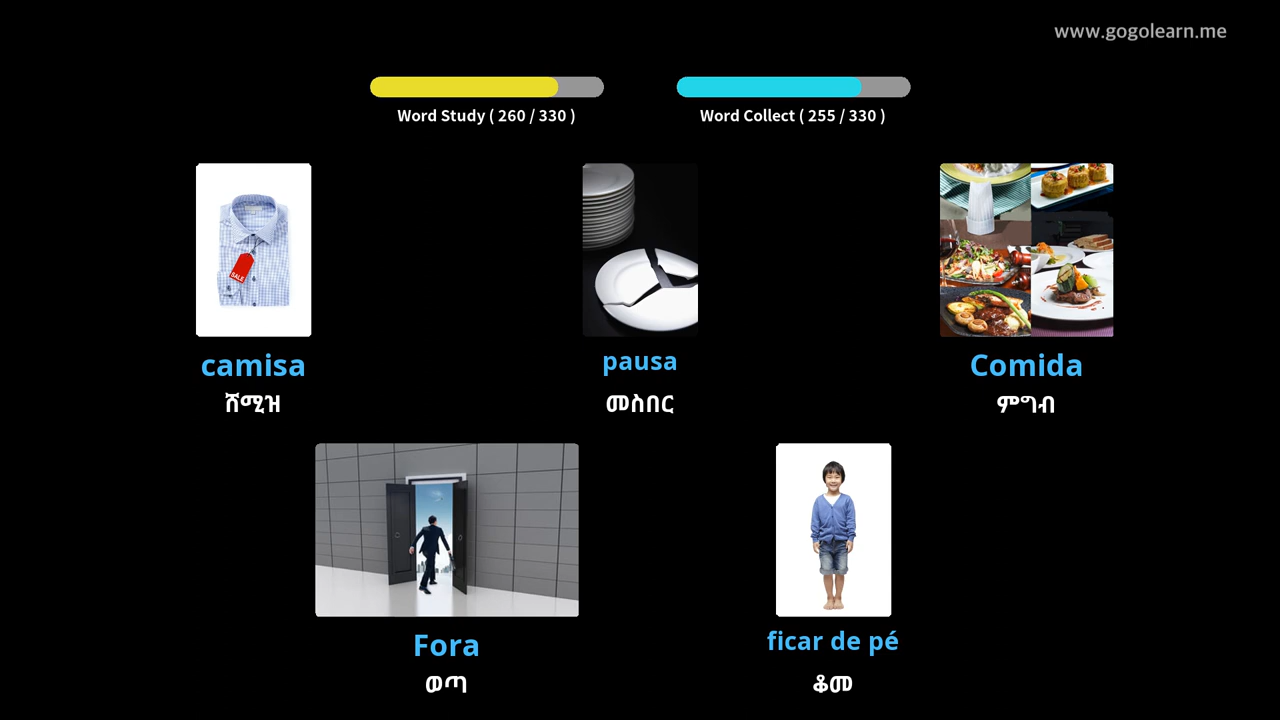 www.gogolearn.me
Word Study ( 260 / 330 )
Word Collect ( 255 / 330 )
SALE
camisa
pausa
Comida
ሸሚዝ
መስበር
ምግብ
Fora
ficar de pé
ወጣ
ቆመ